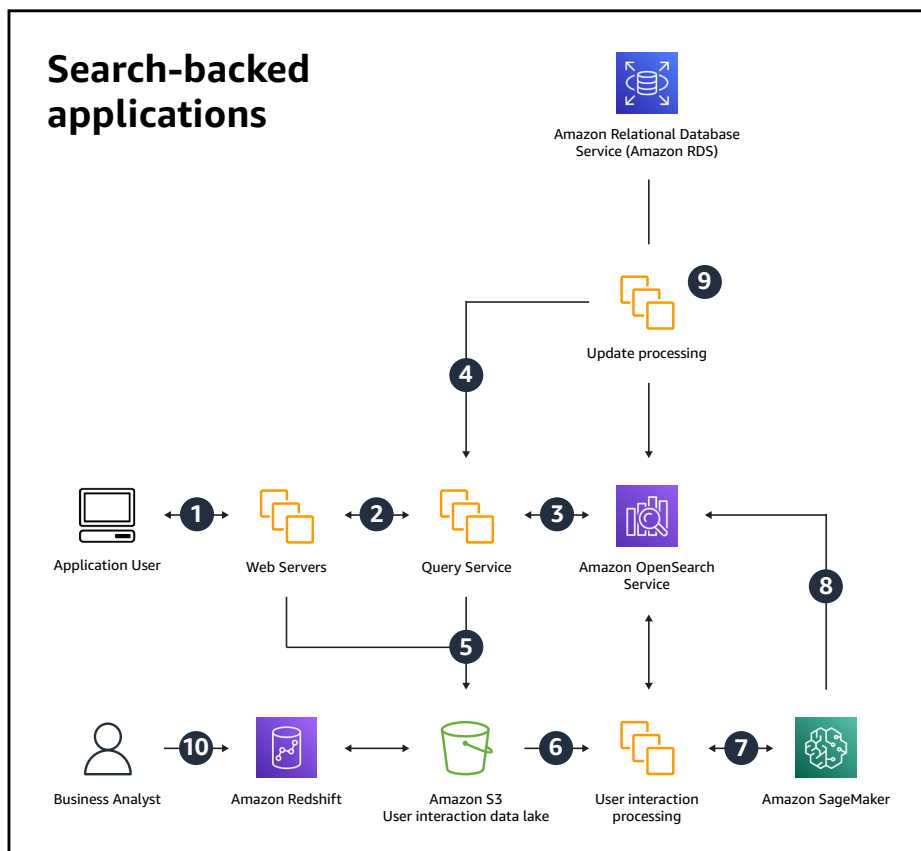 Search-backed
applications
Amazon Relational Database
Service (Amazon RDS)
9
Update processing
4
1
2
3
Application User
Web Servers
Query Service
Amazon OpenSearch
Service
8
5
10
6
7
Business Analyst
Amazon Redshift
Amazon S3
User interaction data lake
User interaction
processing
Amazon SageMaker